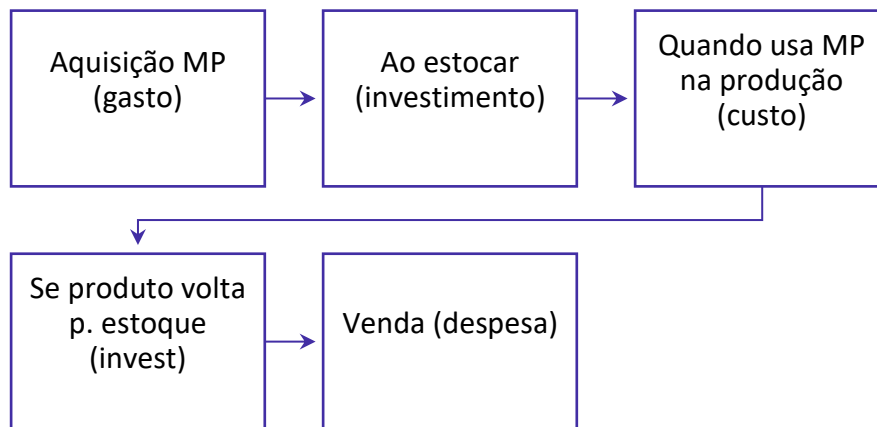 Aquisição MP
(gasto)
Ao estocar
(investimento)
Quando usa MP
na produção
(custo)
Se produto volta
p. estoque
(invest)
Venda (despesa)